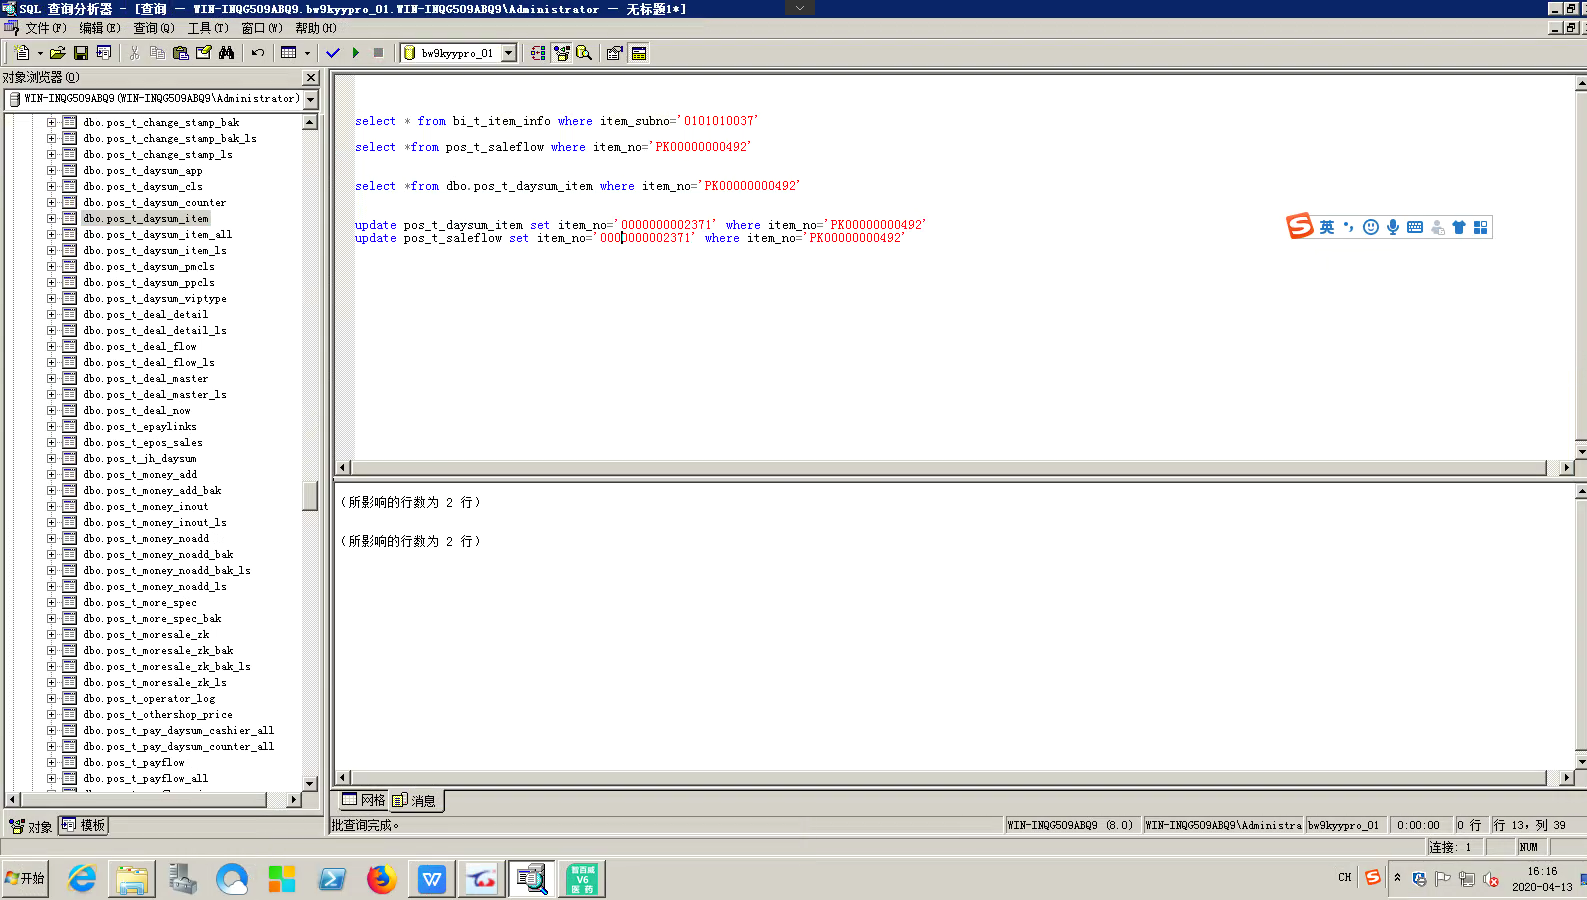 SQL 查询分析器 - [查询 — WIN-INQG509ABQ9.bw9kyypro_01.WIN-INQG509ABQ9\Administrator — 无标题1*]
文件(F) 编辑(E) 查询(Q) 工具(T) 窗口(W) 帮助(H)
bw9kyypro_01
对象浏览器(O)
WIN-INQG509ABQ9(WIN-INQG509ABQ9\Administrator)
dbo.pos_t_change_stamp_bak
dbo.pos_t_change_stamp_bak_ls
dbo.pos_t_change_stamp_ls
dbo.pos_t_daysum_app
dbo.pos_t_daysum_cls
dbo.pos_t_daysum_counter
dbo.pos_t_daysum_item
dbo.pos_t_daysum_item_all
dbo.pos_t_daysum_item_ls
dbo.pos_t_daysum_pmcls
dbo.pos_t_daysum_ppcls
dbo.pos_t_daysum_viptype
dbo.pos_t_deal_detail
dbo.pos_t_deal_detail_ls
dbo.pos_t_deal_flow
dbo.pos_t_deal_flow_ls
dbo.pos_t_deal_master
dbo.pos_t_deal_master_ls
dbo.pos_t_deal_now
dbo.pos_t_epaylinks
dbo.pos_t_epos_sales
dbo.pos_t_jh_daysum
dbo.pos_t_money_add
dbo.pos_t_money_add_bak
dbo.pos_t_money_inout
dbo.pos_t_money_inout_ls
dbo.pos_t_money_noadd
dbo.pos_t_money_noadd_bak
dbo.pos_t_money_noadd_bak_ls
dbo.pos_t_money_noadd_ls
dbo.pos_t_more_spec
dbo.pos_t_more_spec_bak
dbo.pos_t_moresale_zk
dbo.pos_t_moresale_zk_bak
dbo.pos_t_moresale_zk_bak_ls
dbo.pos_t_moresale_zk_ls
dbo.pos_t_operator_log
dbo.pos_t_othershop_price
dbo.pos_t_pay_daysum_cashier_all
dbo.pos_t_pay_daysum_counter_all
dbo.pos_t_payflow
dbo.pos_t_payflow_all
对象 模板
select * from bi_t_item_info where item_subno='0101010037'
select *from pos_t_saleflow where item_no='PK00000000492'
select *from dbo.pos_t_daysum_item where item_no='PK00000000492'
update pos_t_daysum_item set item_no='0000000002371' where item_no='PK00000000492'
update pos_t_saleflow set item_no='0000000002371' where item_no='PK00000000492'
英
（所影响的行数为 2 行）
（所影响的行数为 2 行）
网格 消息
批查询完成。 WIN-INQG509ABQ9 (8.0) WIN-INQG509ABQ9\Administra bw9kyypro_01 0:00:00 0 行 行 13, 列 39
连接: 1 NUM
开始
V6
医药
CH
16:16
2020-04-13